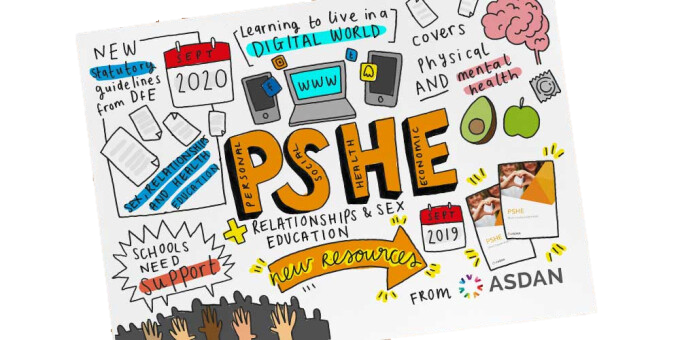 NEW
statutory
guidelines
from DFE
SEPT
2020
Learning to live in a
DIGITAL WORLD
WWW
f
COVERS
Physical
AND mental
health
SEX, RELATIONSHIPS
AND HEALTH
EDUCATION
PSHE
PERSONAL
SOCIAL
HEALTH
ECONOMIC
+ RELATIONSHIPS & SEX
EDUCATION
SCHOOLS
NEED
Support
new resources
SEPT
2019
PSHE
PSHE
FROM ASDAN